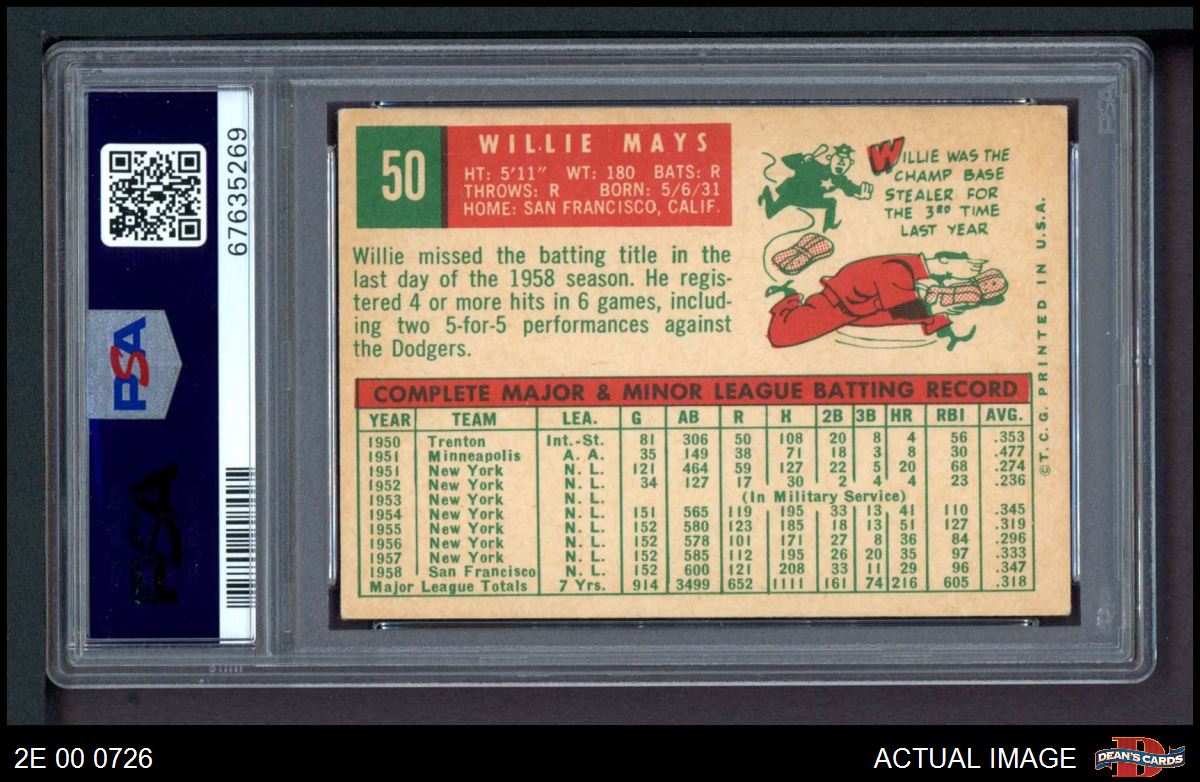 67635269
PSA
PSA
PSA
50
WILLIE MAYS
HT: 5'11" WT: 180 BATS: R
THROWS: R BORN: 5/6/31
HOME: SAN FRANCISCO, CALIF.
WILLIE WAS THE
CHAMP BASE
STEALER FOR
THE 3RD TIME
LAST YEAR
Willie missed the batting title in the
last day of the 1958 season. He regis-
tered 4 or more hits in 6 games, includ-
ing two 5-for-5 performances against
the Dodgers.
COMPLETE MAJOR & MINOR LEAGUE BATTING RECORD
YEAR TEAM LEA. G AB R H 2B 3B HR RBI AVG.
1950 Trenton Int.-St. 81 306 50 108 20 8 4 56 .353
1951 Minneapolis A. A. 35 149 38 71 18 3 8 30 .477
1951 New York N. L. 121 464 59 127 22 5 20 68 .274
1952 New York N. L. 34 127 17 30 2 4 4 23 .236
1953 New York N. L. (In Military Service)
1954 New York N. L. 151 565 119 195 33 13 41 110 .345
1955 New York N. L. 152 580 123 185 18 13 51 127 .319
1956 New York N. L. 152 578 101 171 27 8 36 84 .296
1957 New York N. L. 152 585 112 195 26 20 35 97 .333
1958 San Francisco N. L. 152 600 121 208 33 11 29 96 .347
Major League Totals 7 Yrs. 914 3499 652 1111 161 74 216 605 .318
©T.C.G. PRINTED IN U.S.A.
2E 00 0726
ACTUAL IMAGE
DEAN'S CARDS